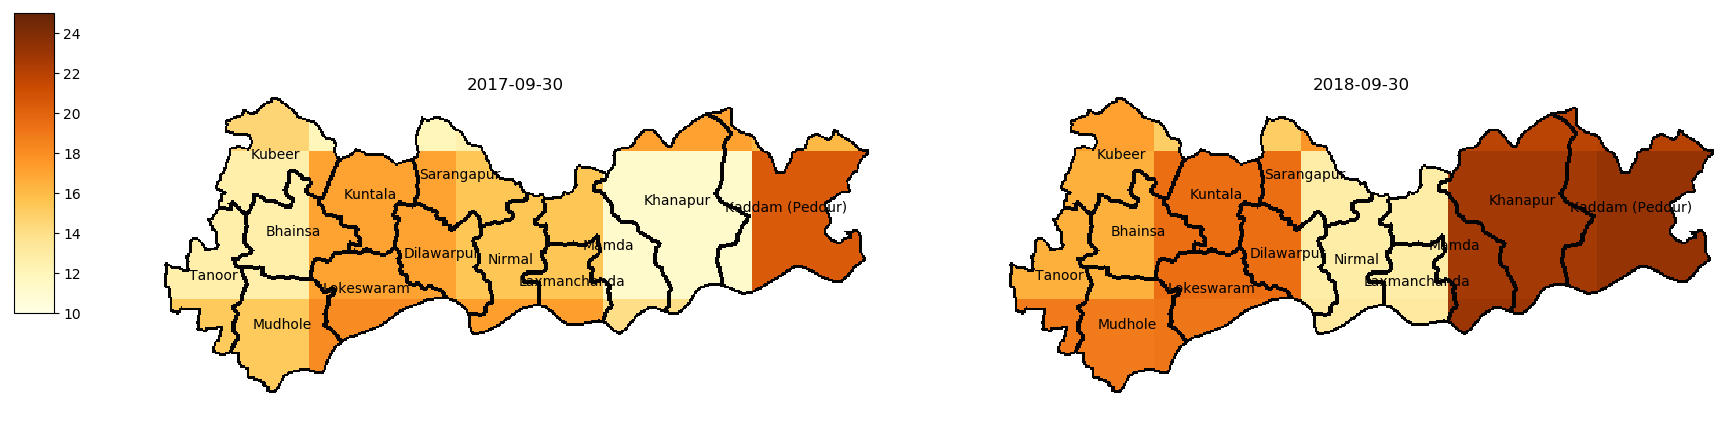 24
22
20
18
16
14
12
10
2017-09-30
Kubeer
Sarangapur
Kuntala
Khanapur
Kaddam (Peddur)
Bhainsa
Mamda
Dilawarpur
Nirmal
Tanoor
Laxmanchanda
Lokeswaram
Mudhole
2018-09-30
Kubeer
Sarangapur
Kuntala
Khanapur
Kaddam (Peddur)
Bhainsa
Mamda
Dilawarpur
Nirmal
Tanoor
Laxmanchanda
Lokeswaram
Mudhole